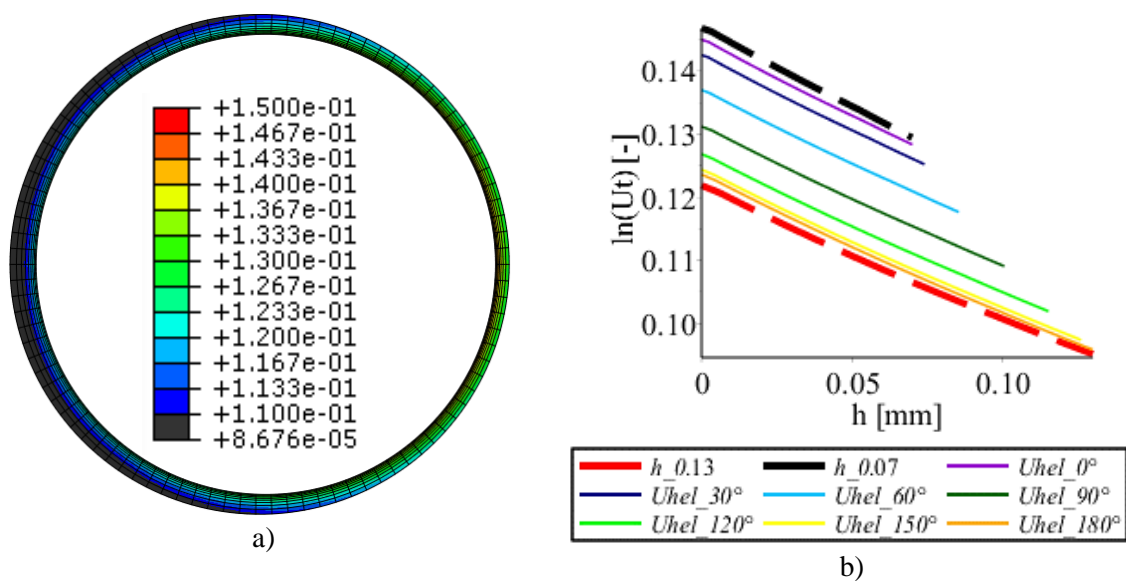 +1.500e-01
+1.467e-01
+1.433e-01
+1.400e-01
+1.367e-01
+1.333e-01
+1.300e-01
+1.267e-01
+1.233e-01
+1.200e-01
+1.167e-01
+1.133e-01
+1.100e-01
+8.676e-05
a)
ln(Ut) [-]
0.14
0.13
0.12
0.11
0.10
0 0.05 0.10
h [mm]
h_0.13 h_0.07 Uhel_0°
Uhel_30° Uhel_60° Uhel_90°
Uhel_120° Uhel_150° Uhel_180°
b)